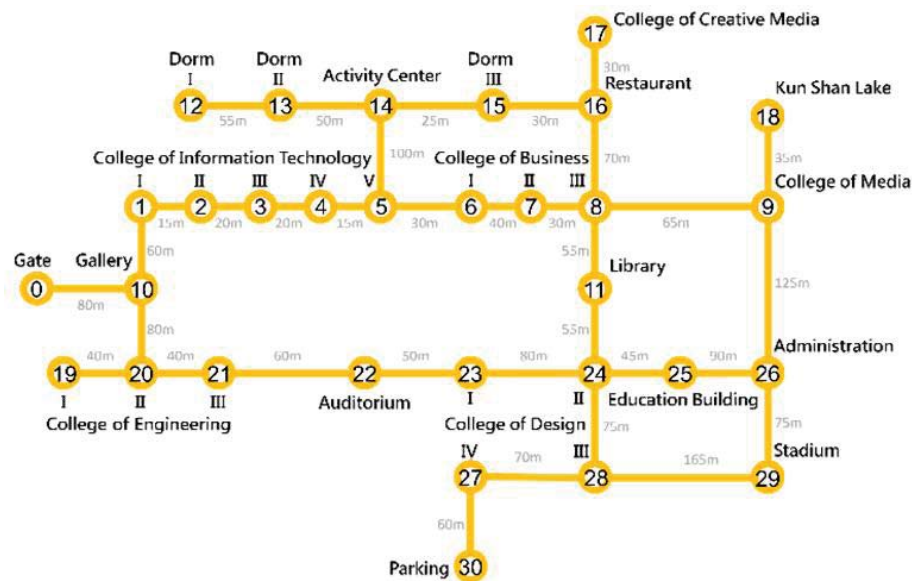 17 College of Creative Media
30m
Dorm I Dorm II Activity Center Dorm III Restaurant Kun Shan Lake
12 13 14 15 16 18
55m 50m 25m 30m
100m 70m 35m
College of Information Technology College of Business College of Media
I II III IV V I II III
1 2 3 4 5 6 7 8 9
15m 20m 20m 15m 30m 40m 30m 65m
60m 55m 125m
Gate Gallery Library
0 10 11
80m
80m 55m
40m 40m 60m 50m 80m 45m 90m Administration
19 20 21 22 23 24 25 26
I II III Auditorium I II Education Building
College of Engineering College of Design 75m 75m
IV 70m III 165m Stadium
27 28 29
60m
Parking 30